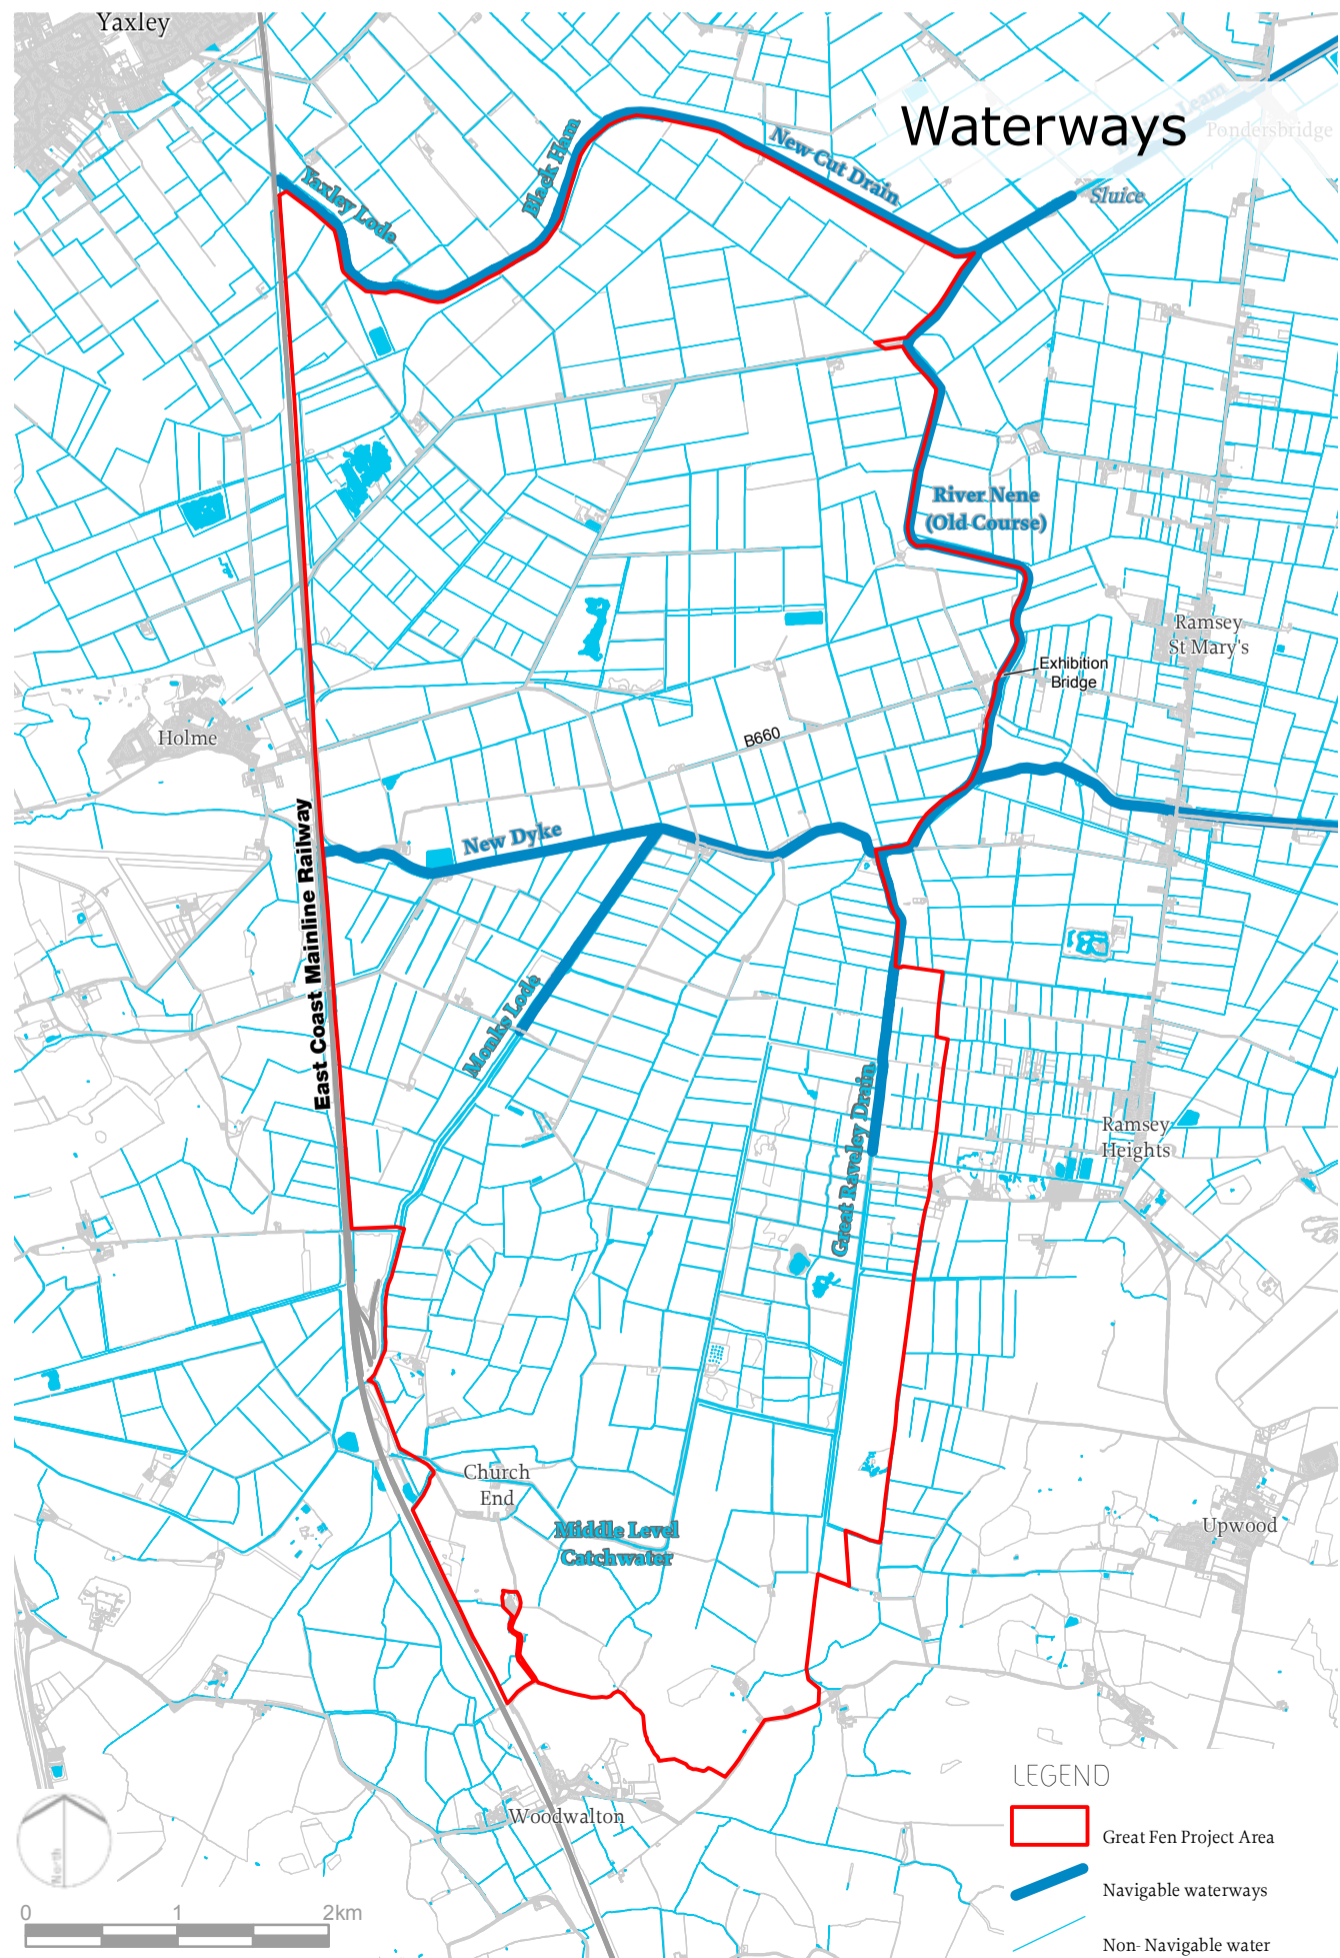 Yaxley
Waterways
Leam
Pondersbridge
Sluice
Yaxley Lode
Black Ham
New Cut Drain
River Nene
(Old Course)
Ramsey
St Mary's
Exhibition
Bridge
Holme
B660
New Dyke
East Coast Mainline Railway
Monks Lode
Great Raveley Drain
Ramsey
Heights
Church
End
Middle Level
Catchwater
Upwood
Woodwalton
North
0 1 2km
LEGEND
Great Fen Project Area
Navigable waterways
Non- Navigable water